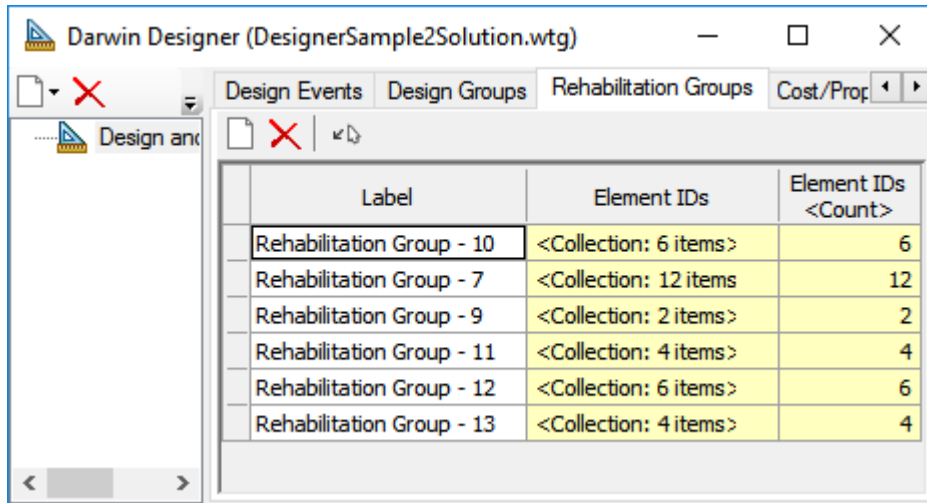 Darwin Designer (DesignerSample2Solution.wtg)
Design Events Design Groups Rehabilitation Groups Cost/Prop
Design and
Label Element IDs Element IDs <Count>
Rehabilitation Group - 10 <Collection: 6 items> 6
Rehabilitation Group - 7 <Collection: 12 items 12
Rehabilitation Group - 9 <Collection: 2 items> 2
Rehabilitation Group - 11 <Collection: 4 items> 4
Rehabilitation Group - 12 <Collection: 6 items> 6
Rehabilitation Group - 13 <Collection: 4 items> 4